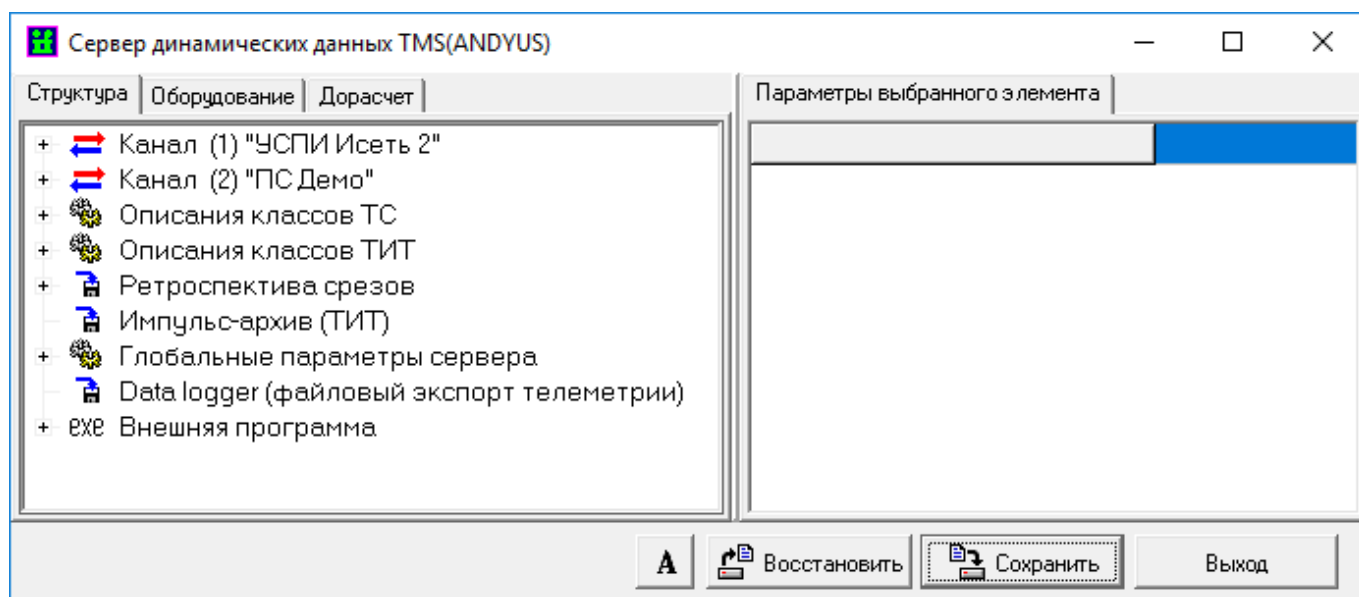 Сервер динамических данных TMS(ANDYUS)
Структура Оборудование Дорасчет
Параметры выбранного элемента
Канал (1) "УСПИ Исеть 2"
Канал (2) "ПС Демо"
Описания классов ТС
Описания классов ТИТ
Ретроспектива срезов
Импульс-архив (ТИТ)
Глобальные параметры сервера
Data logger (файловый экспорт телеметрии)
exe Внешняя программа
A Восстановить Сохранить Выход